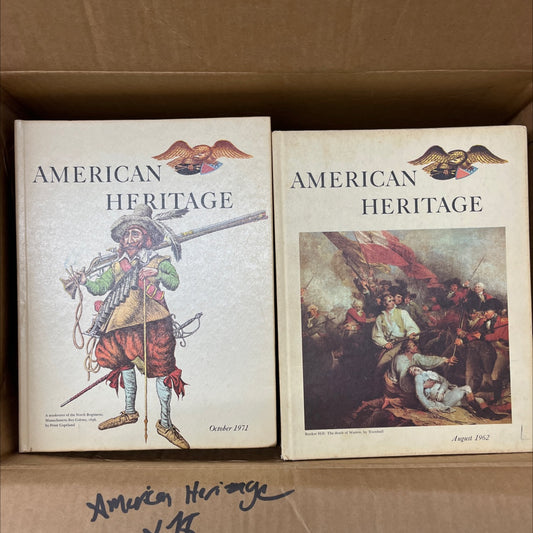 AMERICAN
HERITAGE
A musketeer of the North Regiment,
Massachusetts Bay Colony, 1636,
by Peter Copeland
October 1971
AMERICAN
HERITAGE
Bunker Hill: The death of Warren, by Trumbull
August 1962
American Heritage